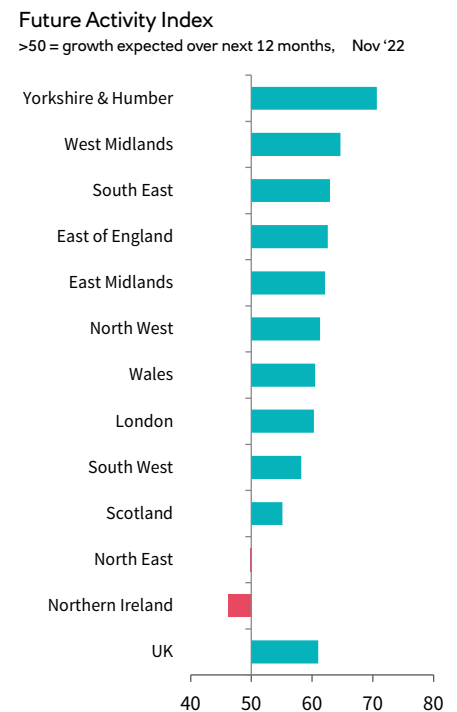 Future Activity Index
>50 = growth expected over next 12 months, Nov ‘22
Yorkshire & Humber
West Midlands
South East
East of England
East Midlands
North West
Wales
London
South West
Scotland
North East
Northern Ireland
UK
40 50 60 70 80